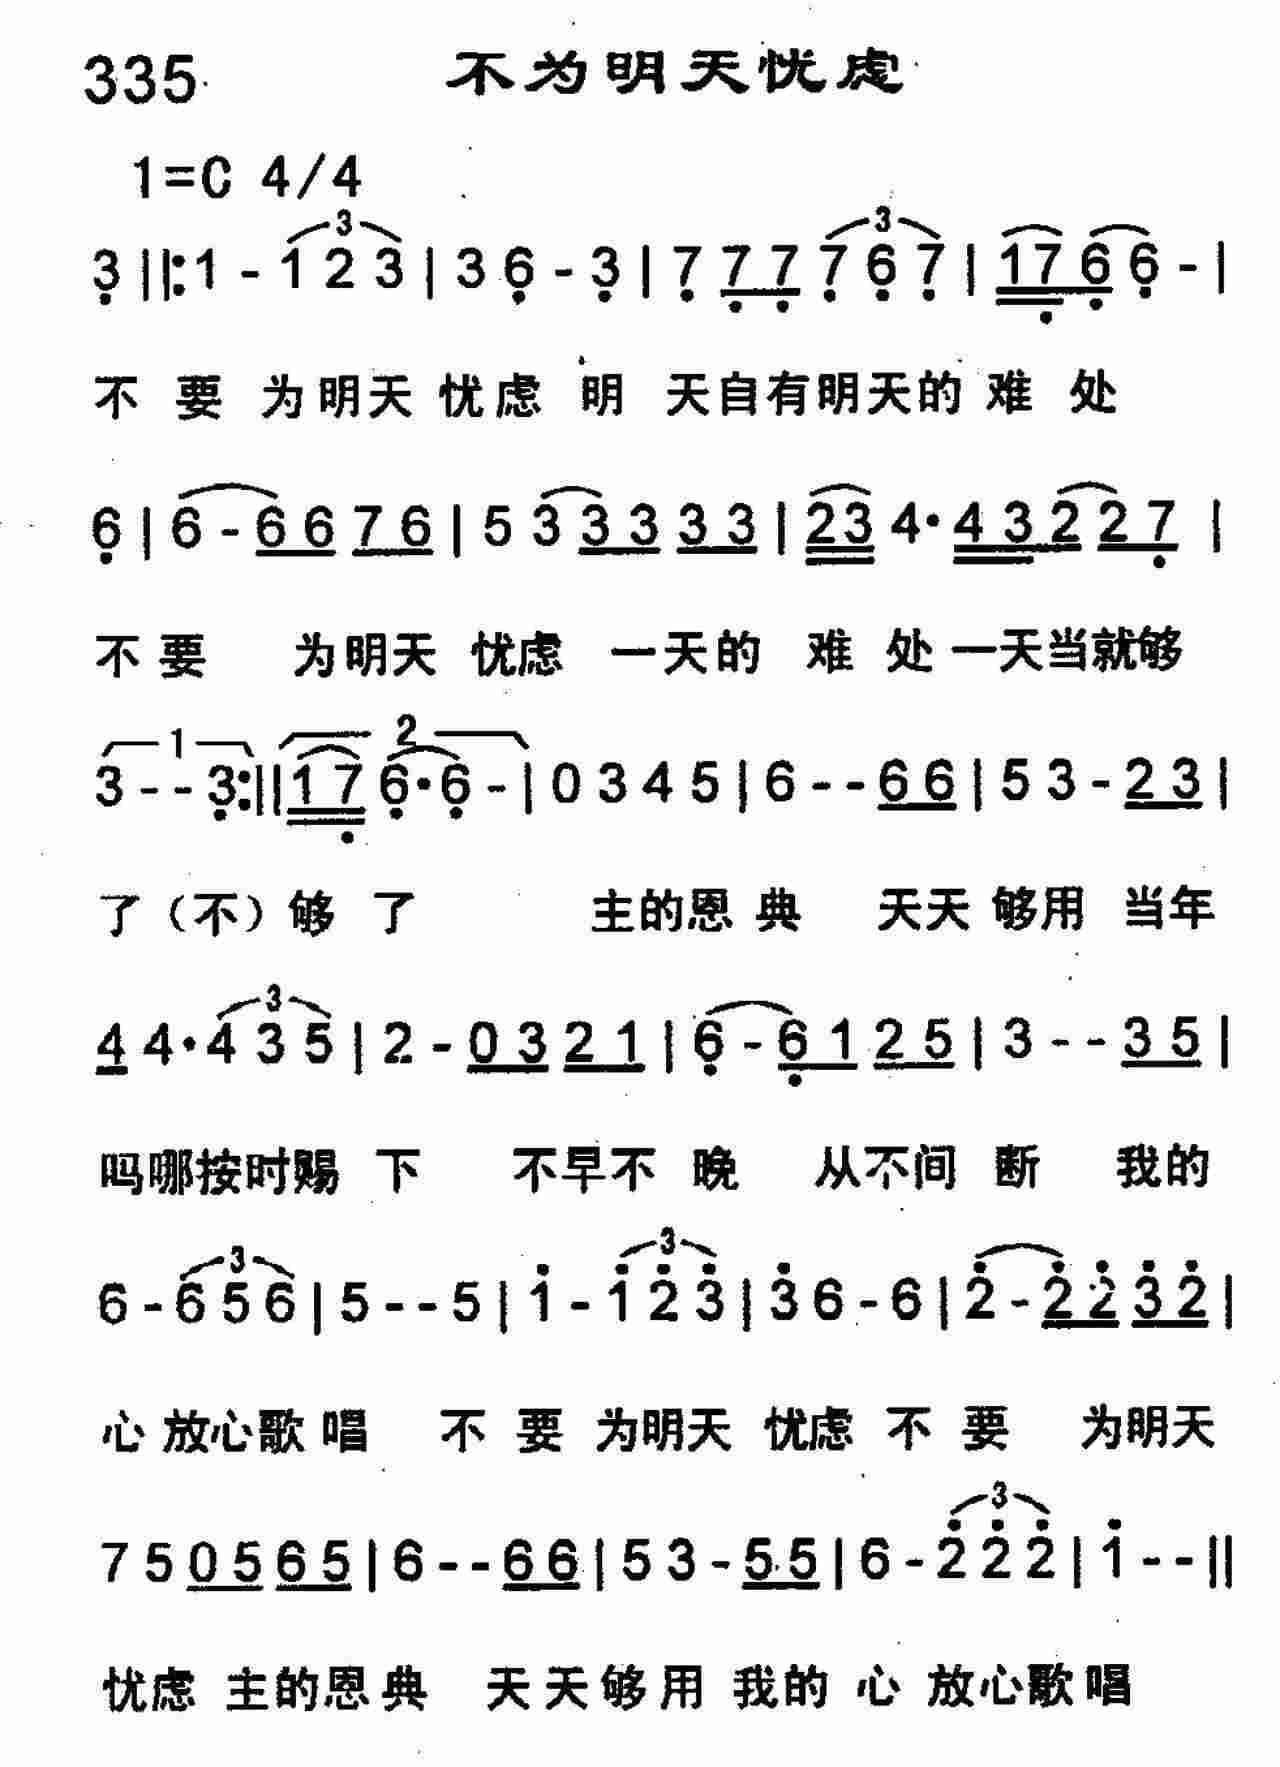 335 不为明天忧虑
1=C 4/4
3
3̣ ||: 1 - 1 2 3 | 3 6̣ - 3̣ | 7̣ 7̣ 7̣ 7̣ 6̣ 7̣ | 1 7̣ 6̣ 6̣ - |
不 要 为明天 忧虑 明 天自有明天的 难 处
6̣ | 6 - 6 6 7 6 | 5 3 3 3 3 3 | 2 3 4· 4 3 2 2 7̣ |
不 要 为明天 忧虑 一天的 难 处 一天当就够
1 2
3 - - 3̣ :|| 1 7̣ 6̣· 6̣ - | 0 3 4 5 | 6 - - 6 6 | 5 3 - 2 3 |
了（不）够 了 主的恩 典 天天 够用 当年
3
4 4· 4 3 5 | 2 - 0 3 2 1 | 6̣ - 6̣ 1 2 5 | 3 - - 3 5 |
吗哪按时赐 下 不早不 晚 从不间 断 我的
3 3
6 - 6 5 6 | 5 - - 5 | 1̇ - 1̇ 2̇ 3̇ | 3̇ 6 - 6 | 2̇ - 2̇ 2̇ 3̇ 2̇ |
心 放心歌 唱 不 要 为明天 忧虑 不 要 为明天
3
7 5 0 5 6 5 | 6 - - 6 6 | 5 3 - 5 5 | 6 - 2̇ 2̇ 2̇ | 1̇ - - ||
忧虑 主的恩典 天天够用 我的 心 放心歌唱